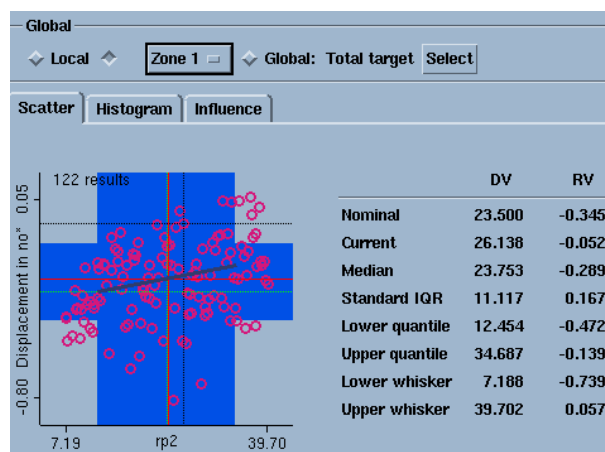 Global
Local Zone 1 Global: Total target Select
Scatter Histogram Influence
122 results
0.05
Displacement in no*
-0.80
7.19 rp2 39.70
DV RV
Nominal 23.500 -0.345
Current 26.138 -0.052
Median 23.753 -0.289
Standard IQR 11.117 0.167
Lower quantile 12.454 -0.472
Upper quantile 34.687 -0.139
Lower whisker 7.188 -0.739
Upper whisker 39.702 0.057